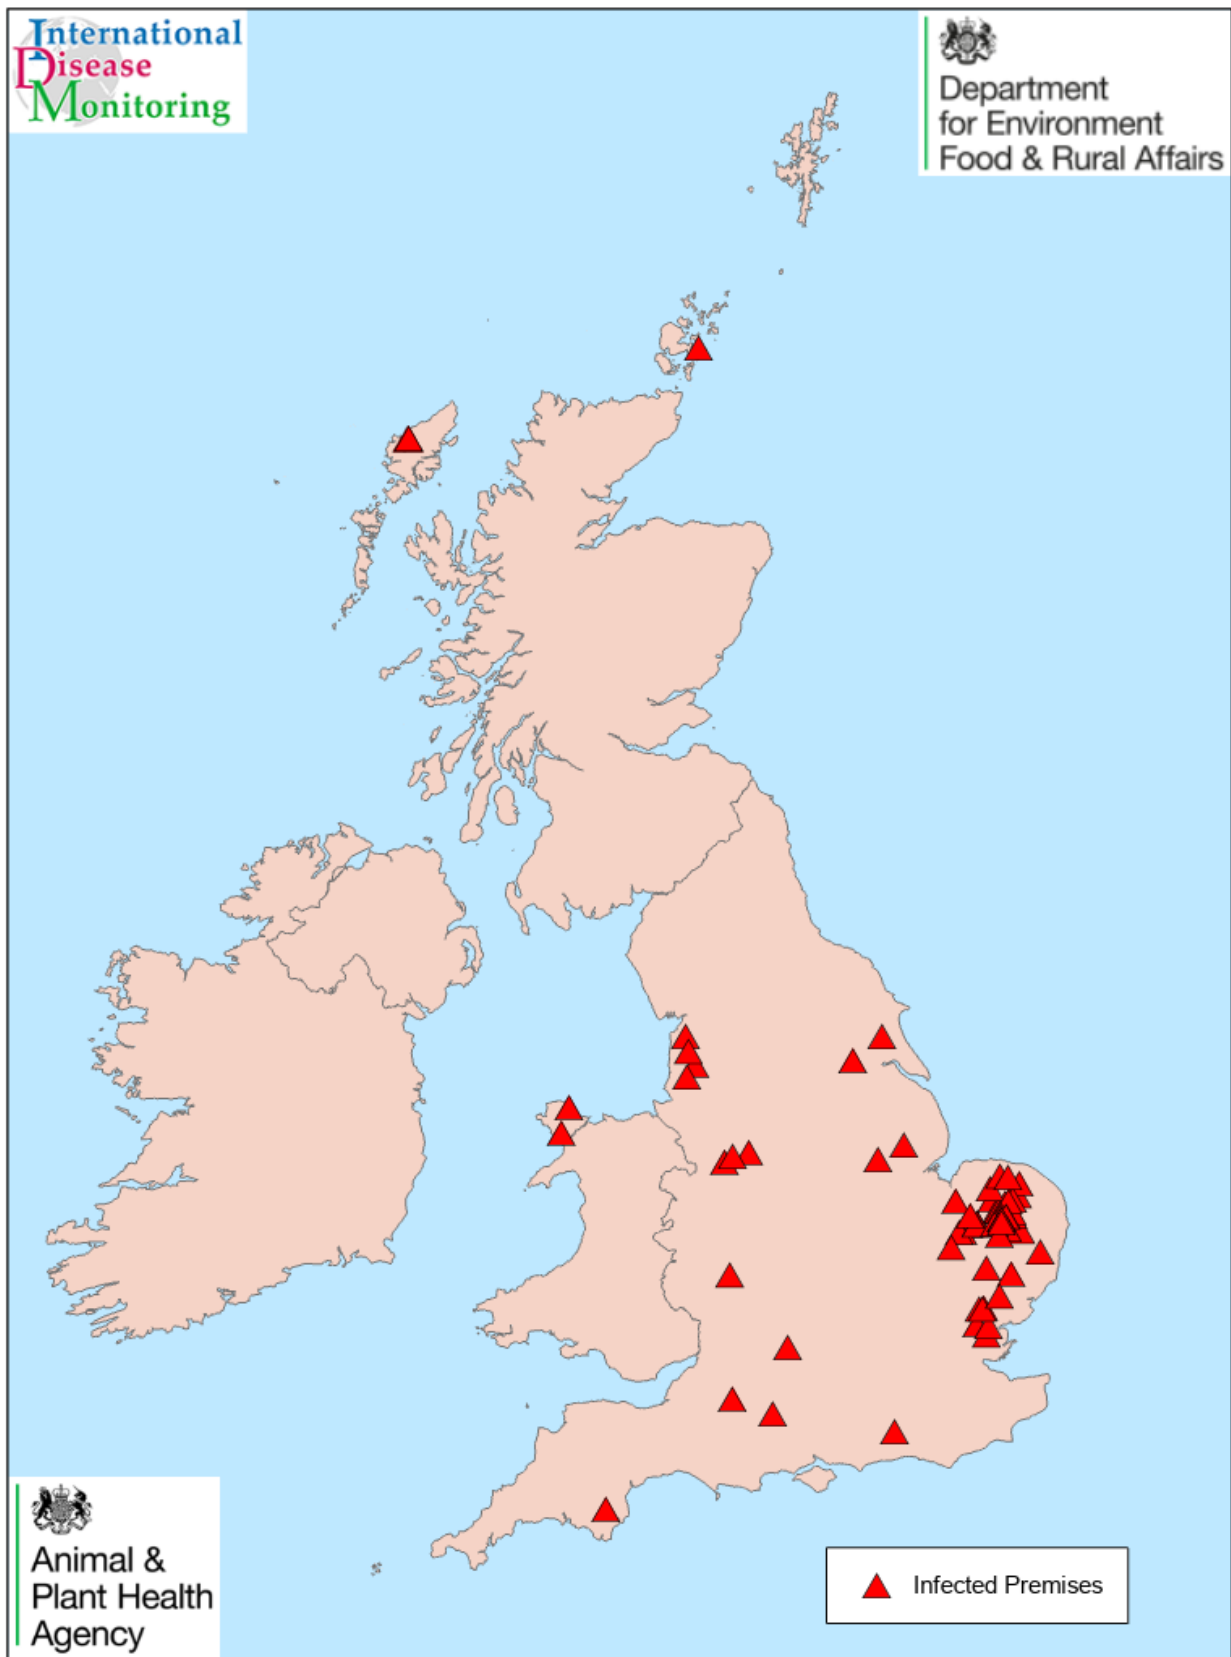 International
Disease
Monitoring
Department
for Environment
Food & Rural Affairs
Animal &
Plant Health
Agency
Infected Premises